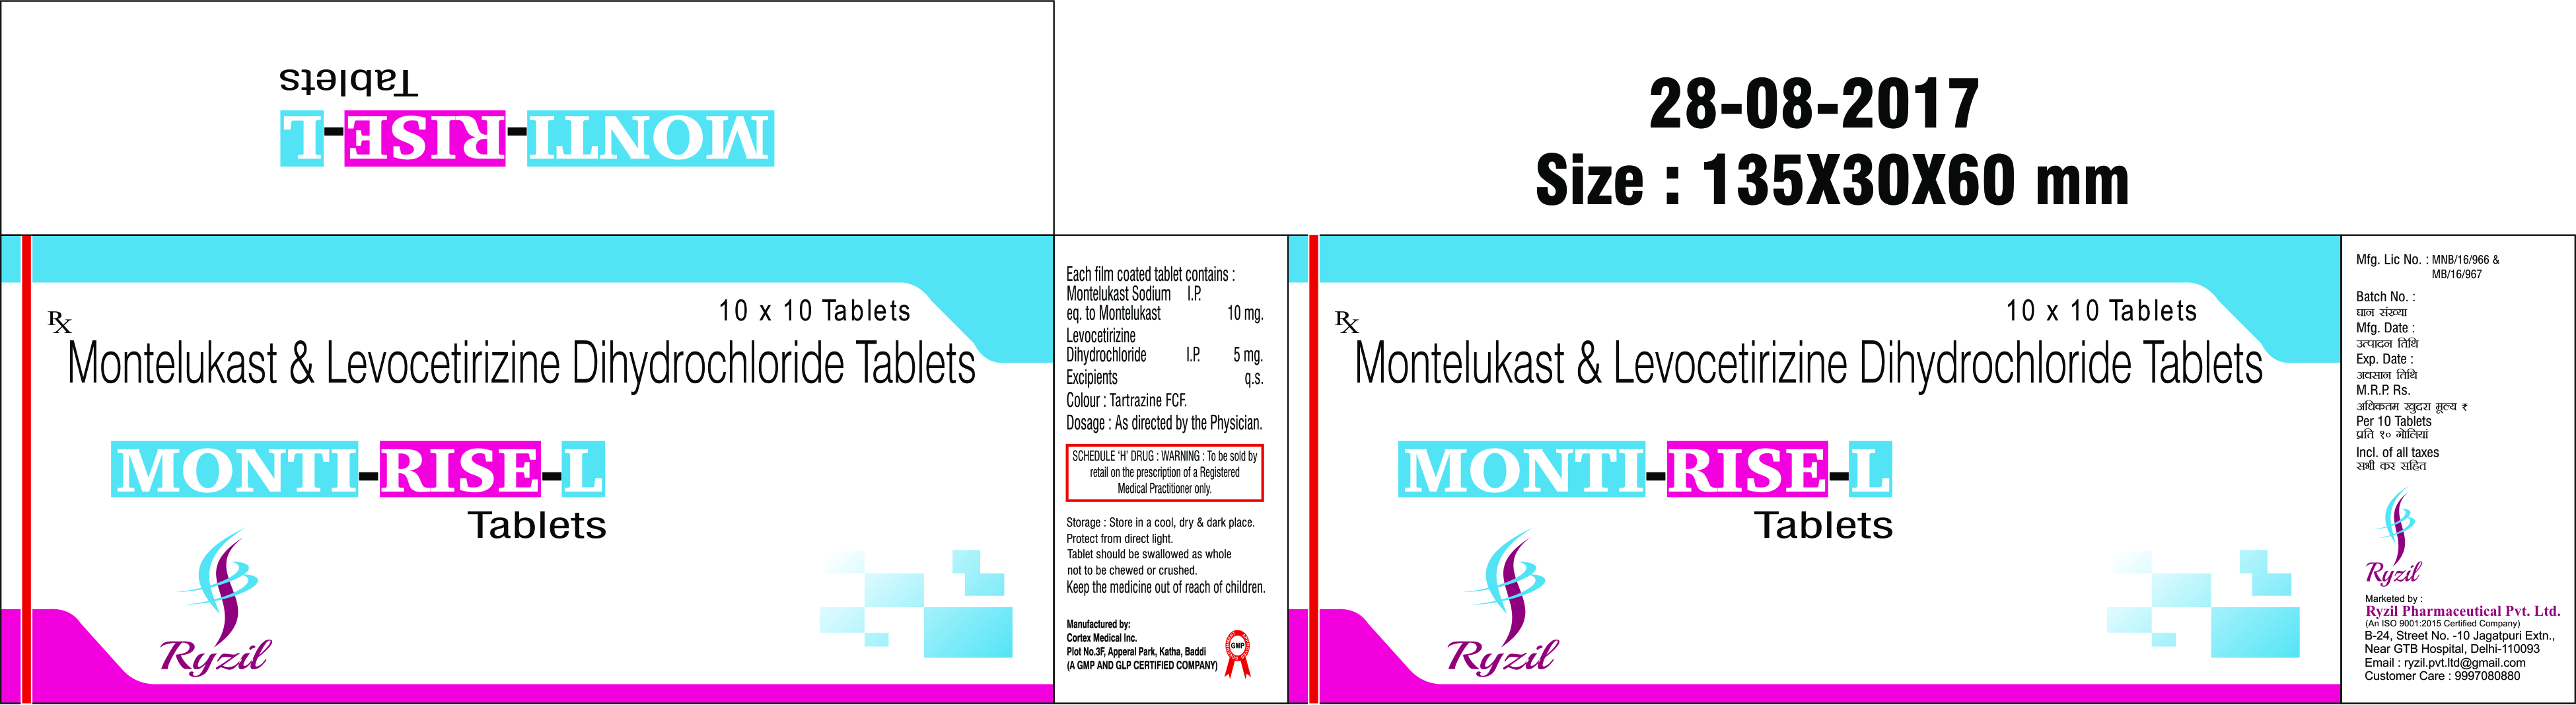 Tablets
MONTI-RISE-L
28-08-2017
Size : 135X30X60 mm
10 x 10 Tablets
Rx
Montelukast & Levocetirizine Dihydrochloride Tablets
MONTI-RISE-L
Tablets
Ryzil
Each film coated tablet contains :
Montelukast Sodium I.P.
eq. to Montelukast 10 mg.
Levocetirizine
Dihydrochloride I.P. 5 mg.
Excipients q.s.
Colour : Tartrazine FCF.
Dosage : As directed by the Physician.
SCHEDULE 'H' DRUG : WARNING : To be sold by
retail on the prescription of a Registered
Medical Practitioner only.
Storage : Store in a cool, dry & dark place.
Protect from direct light.
Tablet should be swallowed as whole
not to be chewed or crushed.
Keep the medicine out of reach of children.
Manufactured by:
Cortex Medical Inc.
Plot No.3F, Apperal Park, Katha, Baddi
(A GMP AND GLP CERTIFIED COMPANY)
GMP
10 x 10 Tablets
Rx
Montelukast & Levocetirizine Dihydrochloride Tablets
MONTI-RISE-L
Tablets
Ryzil
Mfg. Lic No. : MNB/16/966 &
MB/16/967
Batch No. :
घान संख्या
Mfg. Date :
उत्पादन तिथि
Exp. Date :
अवसान तिथि
M.R.P. Rs.
अधिकतम खुदरा मूल्य ₹
Per 10 Tablets
प्रति १० गोलियां
Incl. of all taxes
सभी कर सहित
Ryzil
Marketed by :
Ryzil Pharmaceutical Pvt. Ltd.
(An ISO 9001:2015 Certified Company)
B-24, Street No. -10 Jagatpuri Extn.,
Near GTB Hospital, Delhi-110093
Email : ryzil.pvt.ltd@gmail.com
Customer Care : 9997080880